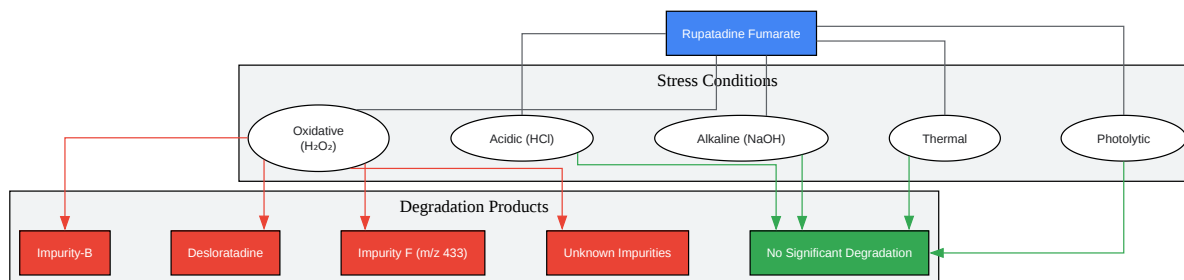 Rupatadine Fumarate
Stress Conditions
Oxidative
(H₂O₂)
Acidic (HCl)
Alkaline (NaOH)
Thermal
Photolytic
Degradation Products
Impurity-B
Desloratadine
Impurity F (m/z 433)
Unknown Impurities
No Significant Degradation